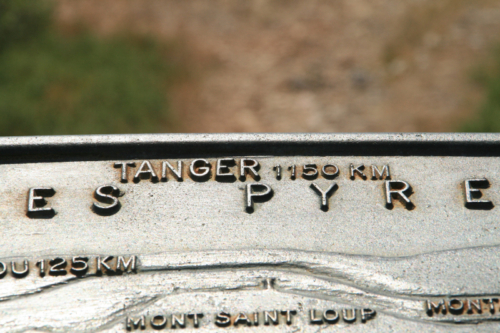 TANGER 1150 KM
ES PYRE
OU 125 KM
MONT SAINT LOUP
MONT